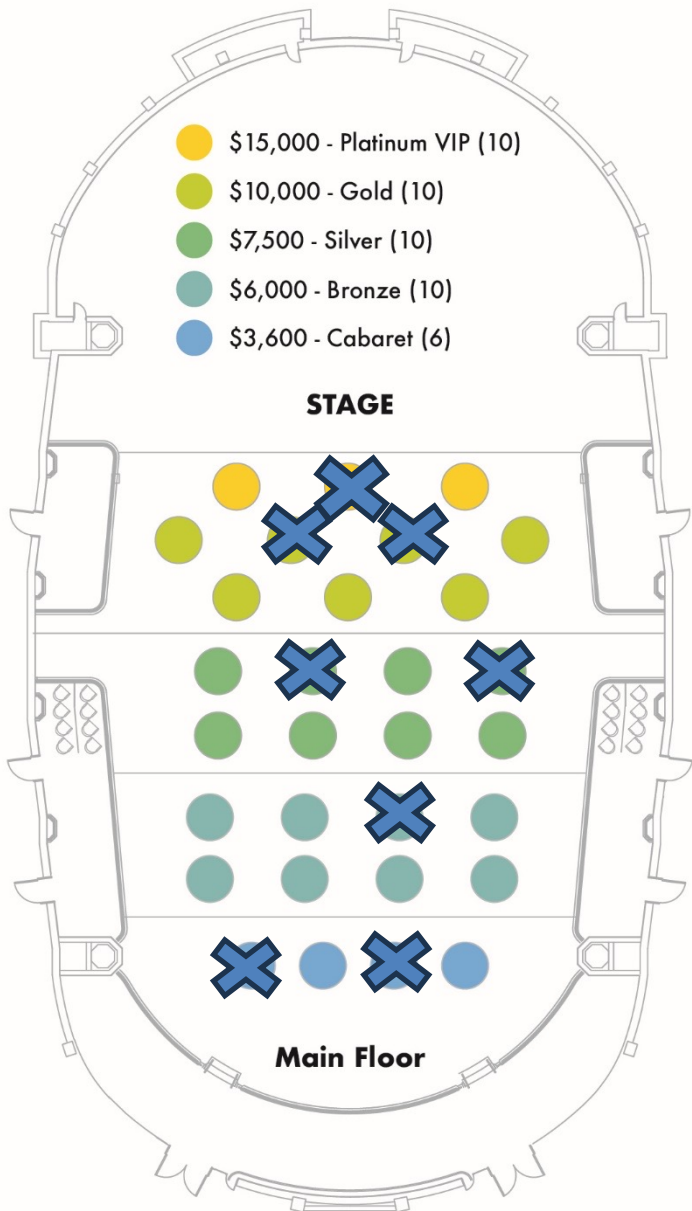 $15,000 - Platinum VIP (10)
$10,000 - Gold (10)
$7,500 - Silver (10)
$6,000 - Bronze (10)
$3,600 - Cabaret (6)
STAGE
Main Floor